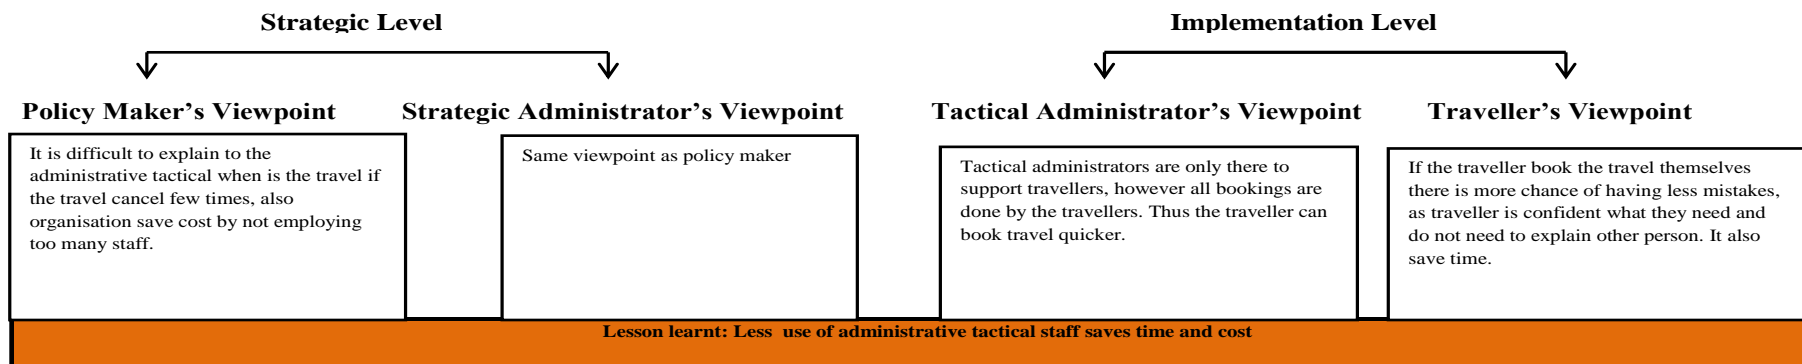 Strategic Level
Implementation Level
Policy Maker’s Viewpoint
Strategic Administrator’s Viewpoint
Tactical Administrator’s Viewpoint
Traveller’s Viewpoint
It is difficult to explain to the
administrative tactical when is the travel if
the travel cancel few times, also
organisation save cost by not employing
too many staff.
Same viewpoint as policy maker
Tactical administrators are only there to
support travellers, however all bookings are
done by the travellers. Thus the traveller can
book travel quicker.
If the traveller book the travel themselves
there is more chance of having less mistakes,
as traveller is confident what they need and
do not need to explain other person. It also
save time.
Lesson learnt: Less use of administrative tactical staff saves time and cost